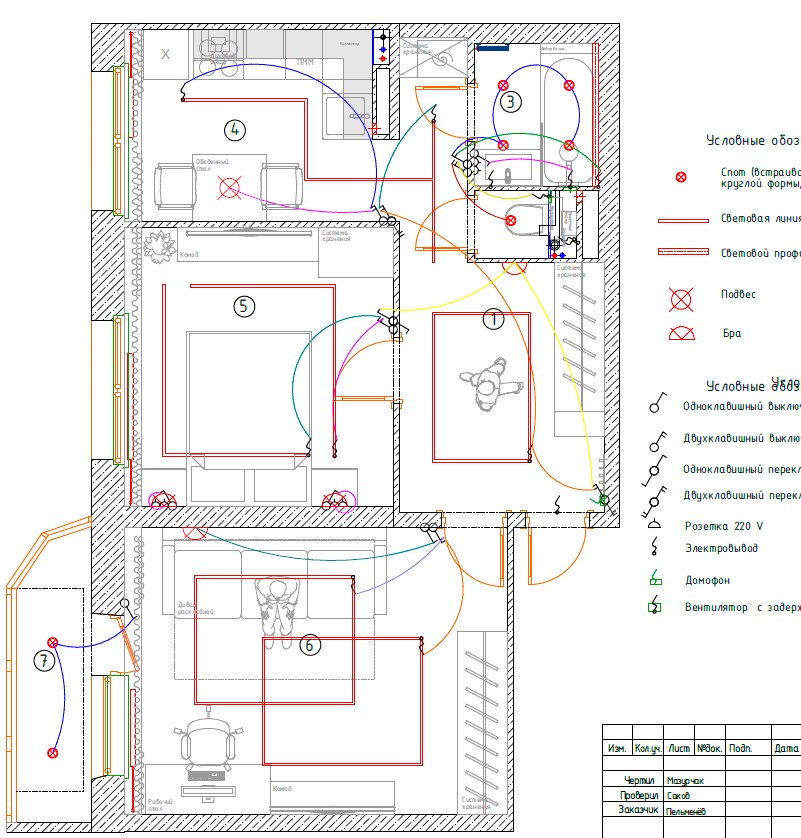 X
ПММ
Система
хранения
3
4
Обеденный
стол
Система
хранения
Комод
Система
хранения
5
1
Диван
раскладной
6
7
Рабочий
стол
Комод
Система
хранения
Условные обоз
Спот (встраива
круглой формы,
Световая линия
Световой профи
Подвес
Бра
Условные обоз
Одноклавишный выключ
Двухклавишный выклю
Одноклавишный перекл
Двухклавишный перекл
Розетка 220 V
Электровывод
Домофон
Вентилятор с задерж
Изм. Кол.уч. Лист №док. Подп. Дата
Чертил Мазурчак
Проверил Саков
Заказчик Пельменёв